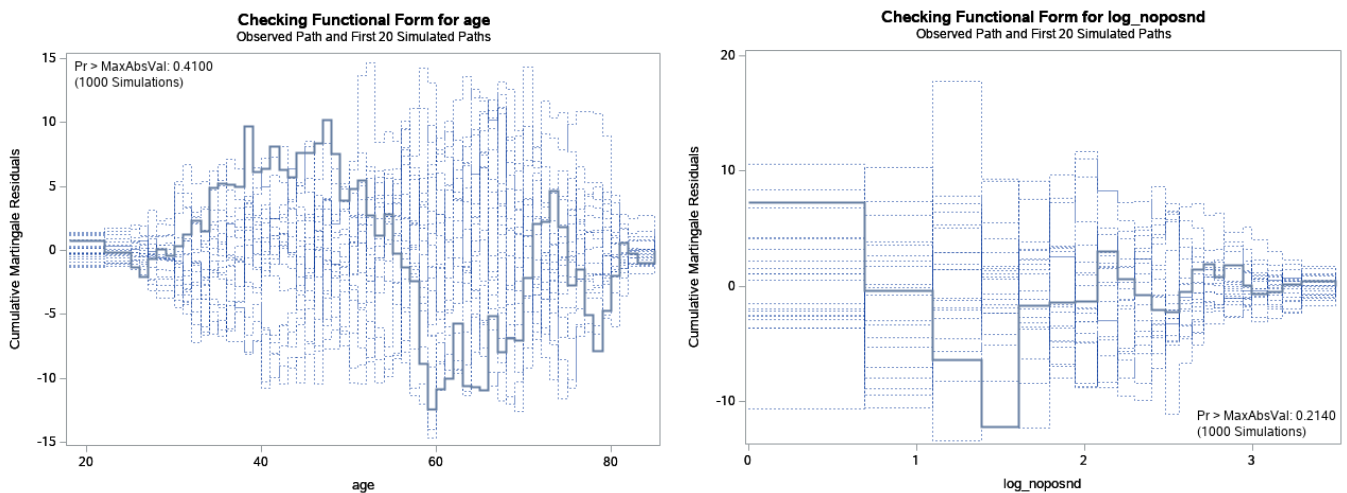 Checking Functional Form for age
Observed Path and First 20 Simulated Paths
Pr > MaxAbsVal: 0.4100
(1000 Simulations)
Cumulative Martingale Residuals
15
10
5
0
-5
-10
-15
20
40
60
80
age
Checking Functional Form for log_noposnd
Observed Path and First 20 Simulated Paths
Cumulative Martingale Residuals
20
10
0
-10
Pr > MaxAbsVal: 0.2140
(1000 Simulations)
0
1
2
3
log_noposnd